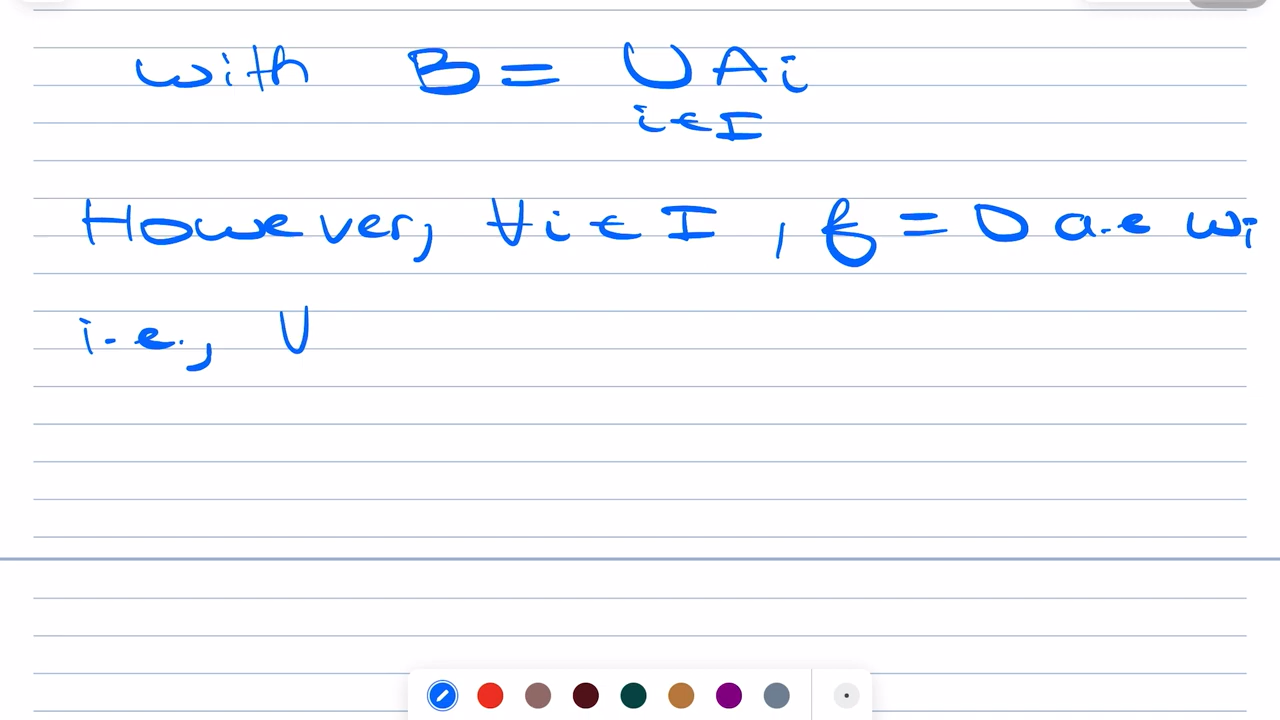 with B = ∪ Ai
i ∈ I
However, ∀i ∈ I , f = 0 a.e wi
i.e.,